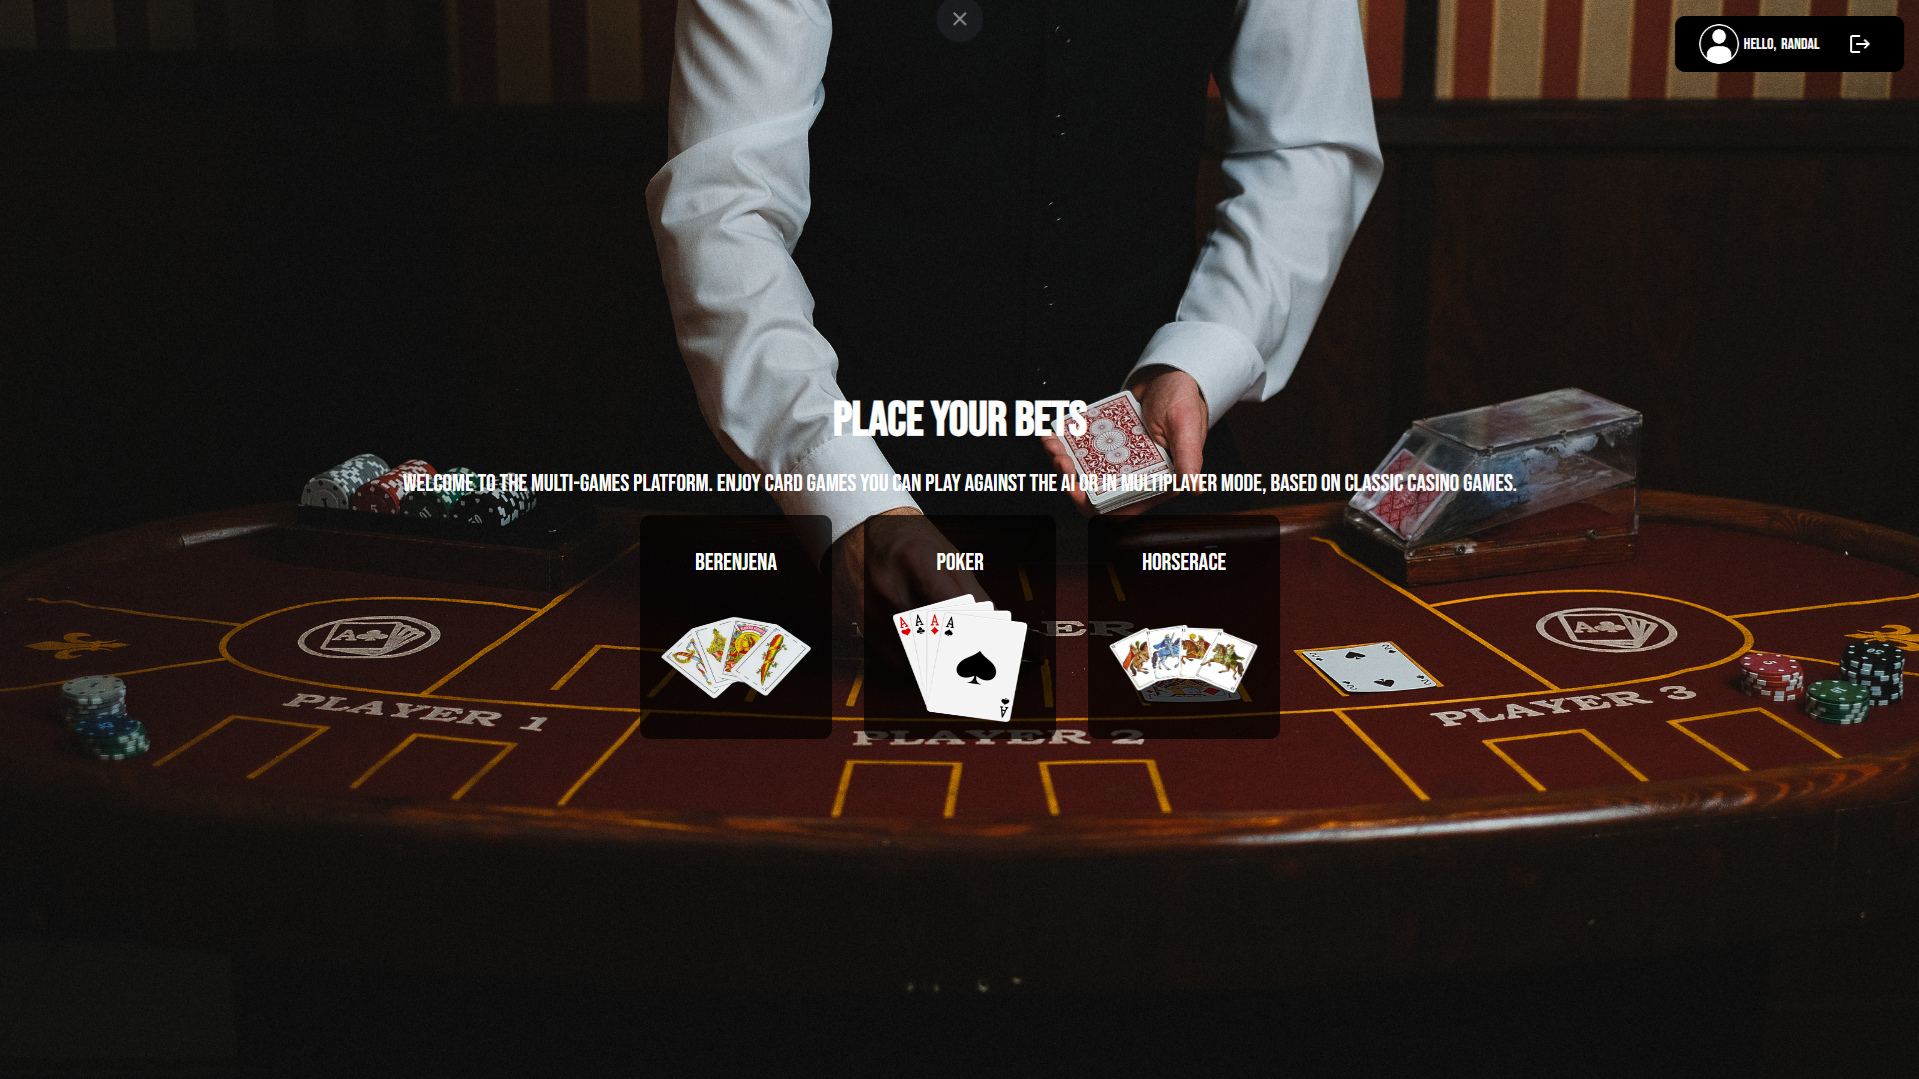 HELLO, RANDAL
PLACE YOUR BETS
WELCOME TO THE MULTI-GAMES PLATFORM. ENJOY CARD GAMES YOU CAN PLAY AGAINST THE AI OR IN MULTIPLAYER MODE, BASED ON CLASSIC CASINO GAMES.
BERENJENA
POKER
HORSERACE
A A A A
A
A
A
PLAYER 1
PLAYER 2
PLAYER 3
5
5